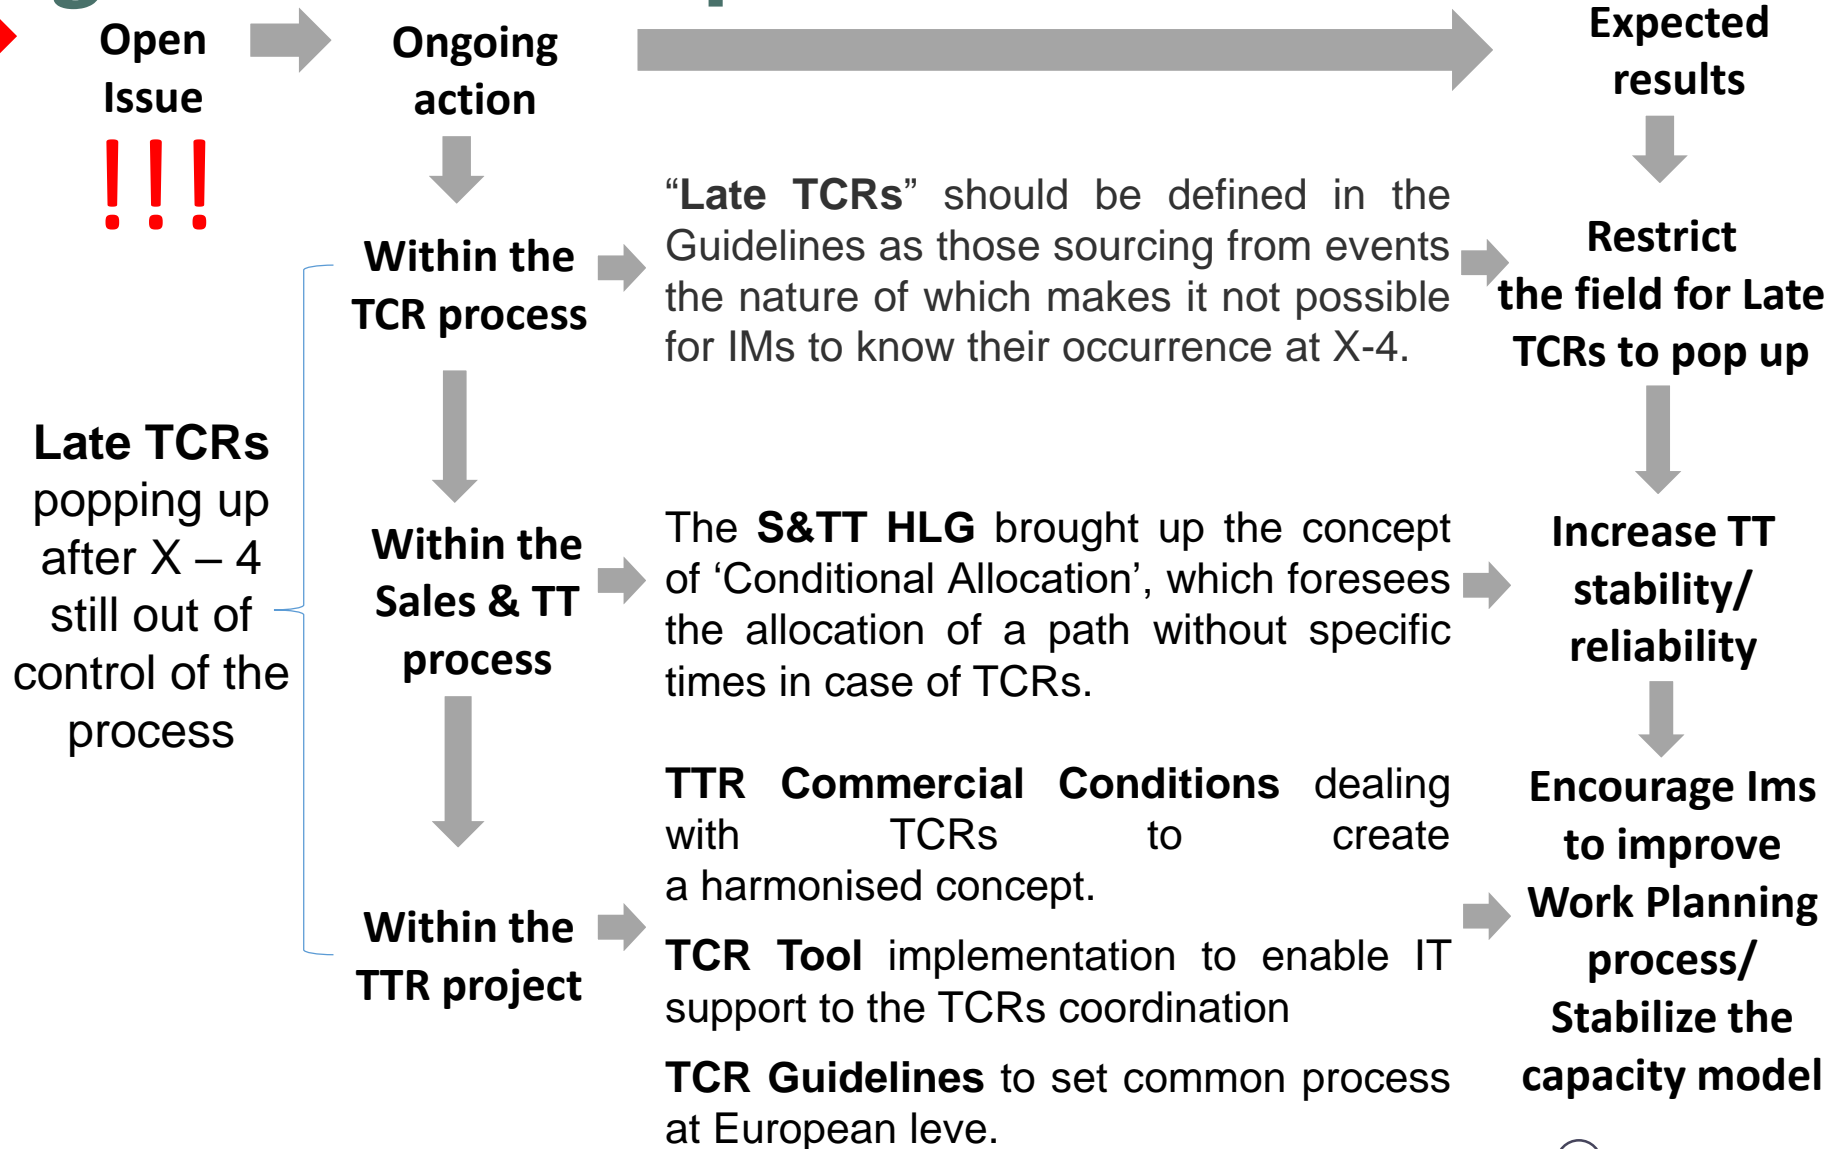 Open
Issue
!!!
Ongoing
action
Expected
results
Late TCRs
popping up
after X – 4
still out of
control of the
process
Within the
TCR process
“Late TCRs” should be defined in the
Guidelines as those sourcing from events
the nature of which makes it not possible
for IMs to know their occurrence at X-4.
Restrict
the field for Late
TCRs to pop up
Within the
Sales & TT
process
The S&TT HLG brought up the concept
of ‘Conditional Allocation’, which foresees
the allocation of a path without specific
times in case of TCRs.
Increase TT
stability/
reliability
Within the
TTR project
TTR Commercial Conditions dealing
with TCRs to create
a harmonised concept.
TCR Tool implementation to enable IT
support to the TCRs coordination
TCR Guidelines to set common process
at European leve.
Encourage Ims
to improve
Work Planning
process/
Stabilize the
capacity model